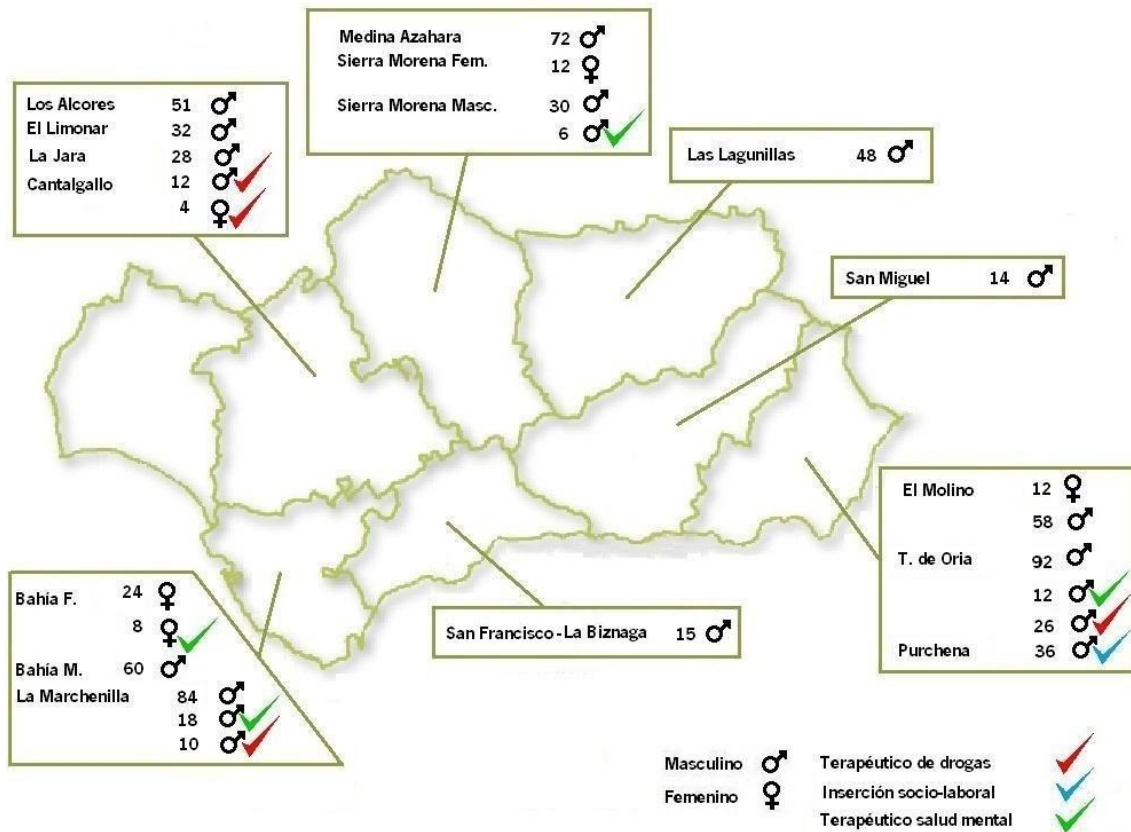 Medina Azahara 72 ♂
Sierra Morena Fem. 12 ♀
Sierra Morena Masc. 30 ♂
6 ♂
Los Alcores 51 ♂
El Limonar 32 ♂
La Jara 28 ♂
Cantalgallo 12 ♂
4 ♀
Las Lagunillas 48 ♂
San Miguel 14 ♂
El Molino 12 ♀
58 ♂
T. de Oria 92 ♂
12 ♂
26 ♂
Purchena 36 ♂
Bahía F. 24 ♀
8 ♀
Bahía M. 60 ♂
La Marchenilla 84 ♂
18 ♂
10 ♂
San Francisco-La Biznaga 15 ♂
Masculino ♂
Femenino ♀
Terapéutico de drogas
Inserción socio-laboral
Terapéutico salud mental